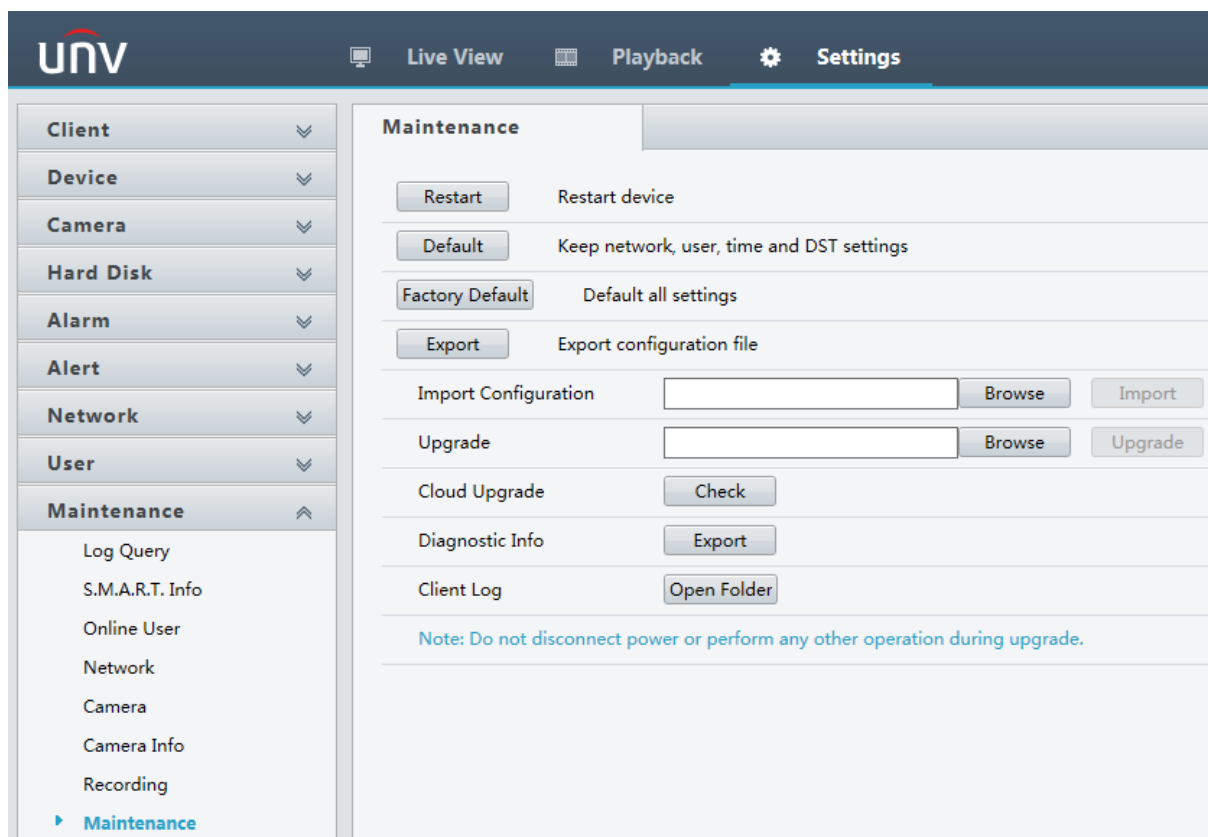 unv
Live View
Playback
Settings
Client
Device
Camera
Hard Disk
Alarm
Alert
Network
User
Maintenance
Log Query
S.M.A.R.T. Info
Online User
Network
Camera
Camera Info
Recording
Maintenance
Maintenance
Restart Restart device
Default Keep network, user, time and DST settings
Factory Default Default all settings
Export Export configuration file
Import Configuration Browse Import
Upgrade Browse Upgrade
Cloud Upgrade Check
Diagnostic Info Export
Client Log Open Folder
Note: Do not disconnect power or perform any other operation during upgrade.